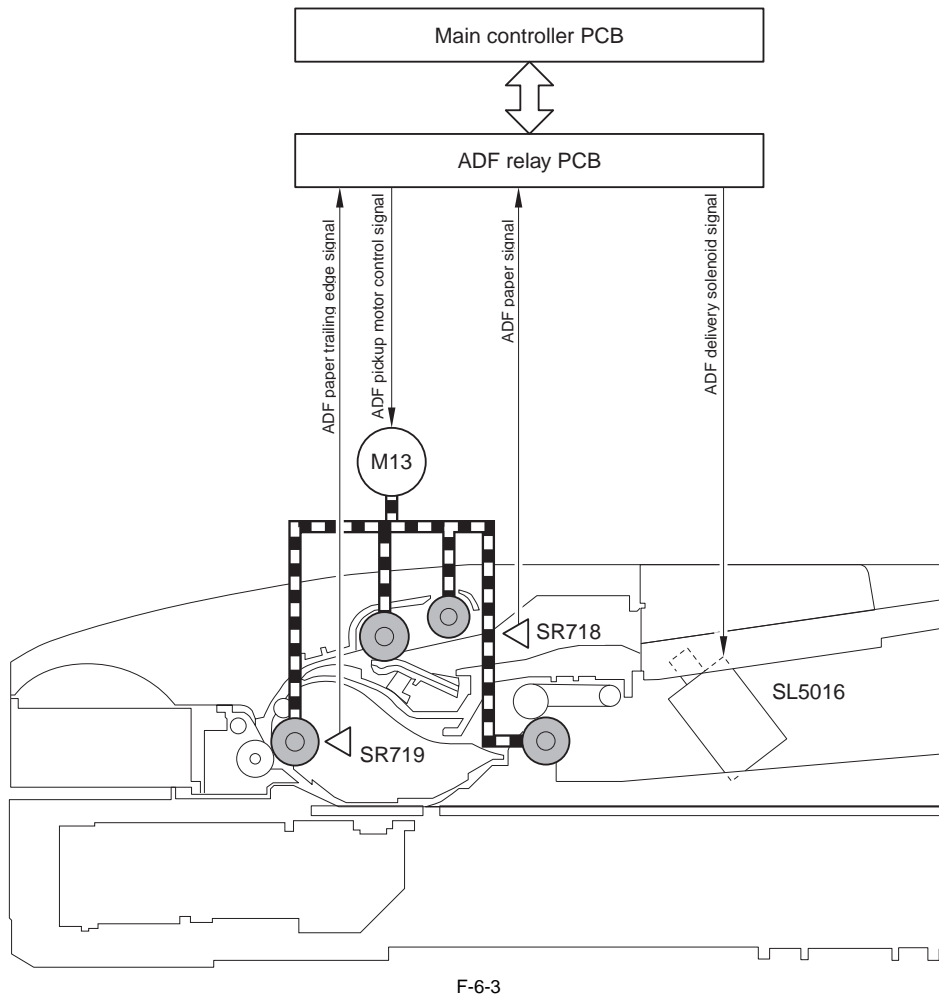 Main controller PCB
ADF relay PCB
ADF paper trailing edge signal
ADF pickup motor control signal
ADF paper signal
ADF delivery solenoid signal
M13
SR718
SL5016
SR719
F-6-3